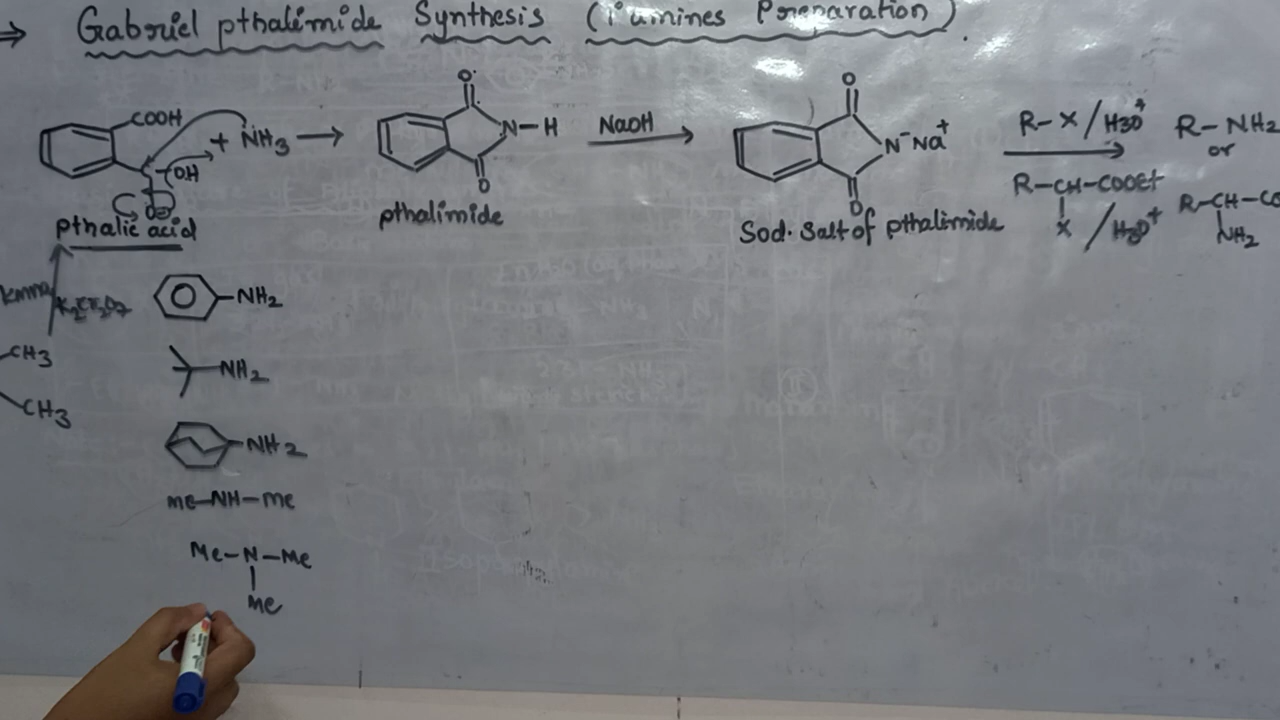 ⇒ Gabriel pthalimide Synthesis (1°amines Preparation).
COOH + NH3 → O O N–H NaOH O O N⁻Na⁺ R–X/H3O⁺ R–NH2
OH or
O R–CH–COOEt R–CH–CO
X /H3O⁺ NH2
pthalic acid pthalimide Sod. Salt of pthalimide
–NH2
CH3 –NH2
CH3
–NH2
Me–NH–Me
Me–N–Me
Me